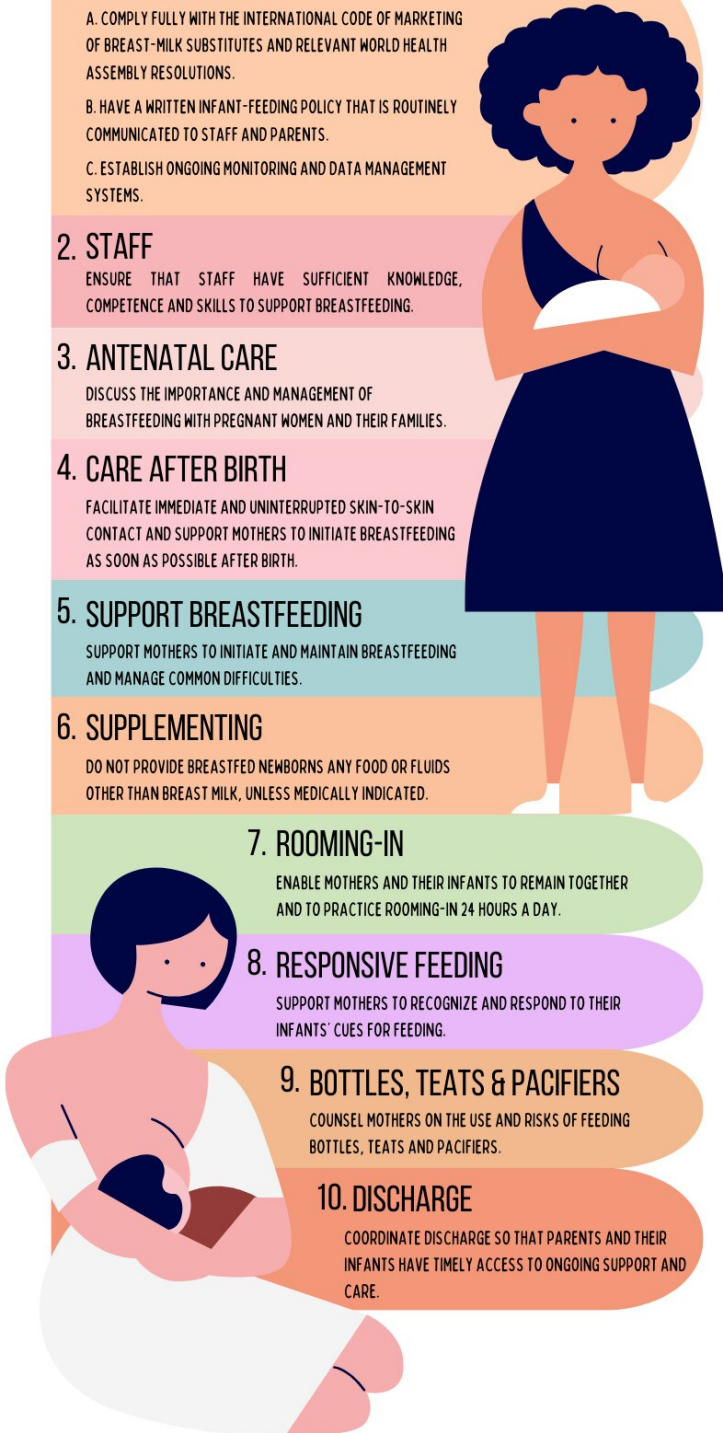 A. COMPLY FULLY WITH THE INTERNATIONAL CODE OF MARKETING
OF BREAST-MILK SUBSTITUTES AND RELEVANT WORLD HEALTH
ASSEMBLY RESOLUTIONS.
B. HAVE A WRITTEN INFANT-FEEDING POLICY THAT IS ROUTINELY
COMMUNICATED TO STAFF AND PARENTS.
C. ESTABLISH ONGOING MONITORING AND DATA MANAGEMENT
SYSTEMS.
2. STAFF
ENSURE THAT STAFF HAVE SUFFICIENT KNOWLEDGE,
COMPETENCE AND SKILLS TO SUPPORT BREASTFEEDING.
3. ANTENATAL CARE
DISCUSS THE IMPORTANCE AND MANAGEMENT OF
BREASTFEEDING WITH PREGNANT WOMEN AND THEIR FAMILIES.
4. CARE AFTER BIRTH
FACILITATE IMMEDIATE AND UNINTERRUPTED SKIN-TO-SKIN
CONTACT AND SUPPORT MOTHERS TO INITIATE BREASTFEEDING
AS SOON AS POSSIBLE AFTER BIRTH.
5. SUPPORT BREASTFEEDING
SUPPORT MOTHERS TO INITIATE AND MAINTAIN BREASTFEEDING
AND MANAGE COMMON DIFFICULTIES.
6. SUPPLEMENTING
DO NOT PROVIDE BREASTFED NEWBORNS ANY FOOD OR FLUIDS
OTHER THAN BREAST MILK, UNLESS MEDICALLY INDICATED.
7. ROOMING-IN
ENABLE MOTHERS AND THEIR INFANTS TO REMAIN TOGETHER
AND TO PRACTICE ROOMING-IN 24 HOURS A DAY.
8. RESPONSIVE FEEDING
SUPPORT MOTHERS TO RECOGNIZE AND RESPOND TO THEIR
INFANTS' CUES FOR FEEDING.
9. BOTTLES, TEATS & PACIFIERS
COUNSEL MOTHERS ON THE USE AND RISKS OF FEEDING
BOTTLES, TEATS AND PACIFIERS.
10. DISCHARGE
COORDINATE DISCHARGE SO THAT PARENTS AND THEIR
INFANTS HAVE TIMELY ACCESS TO ONGOING SUPPORT AND
CARE.